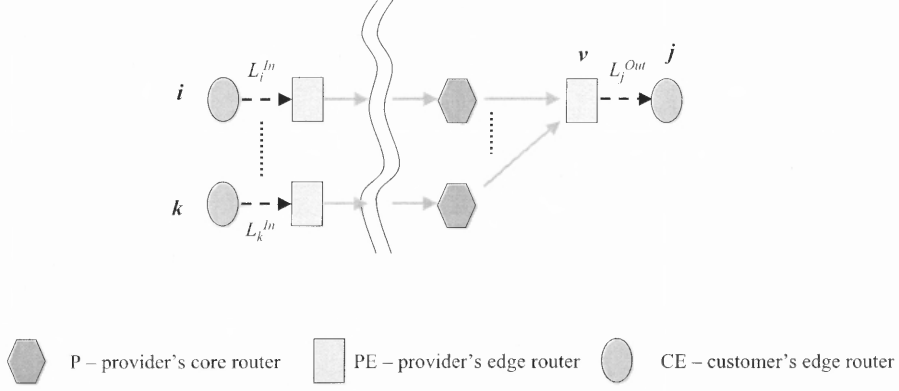 v j
i L_i^In L_j^Out
k L_k^In
P – provider's core router PE – provider's edge router CE – customer's edge router